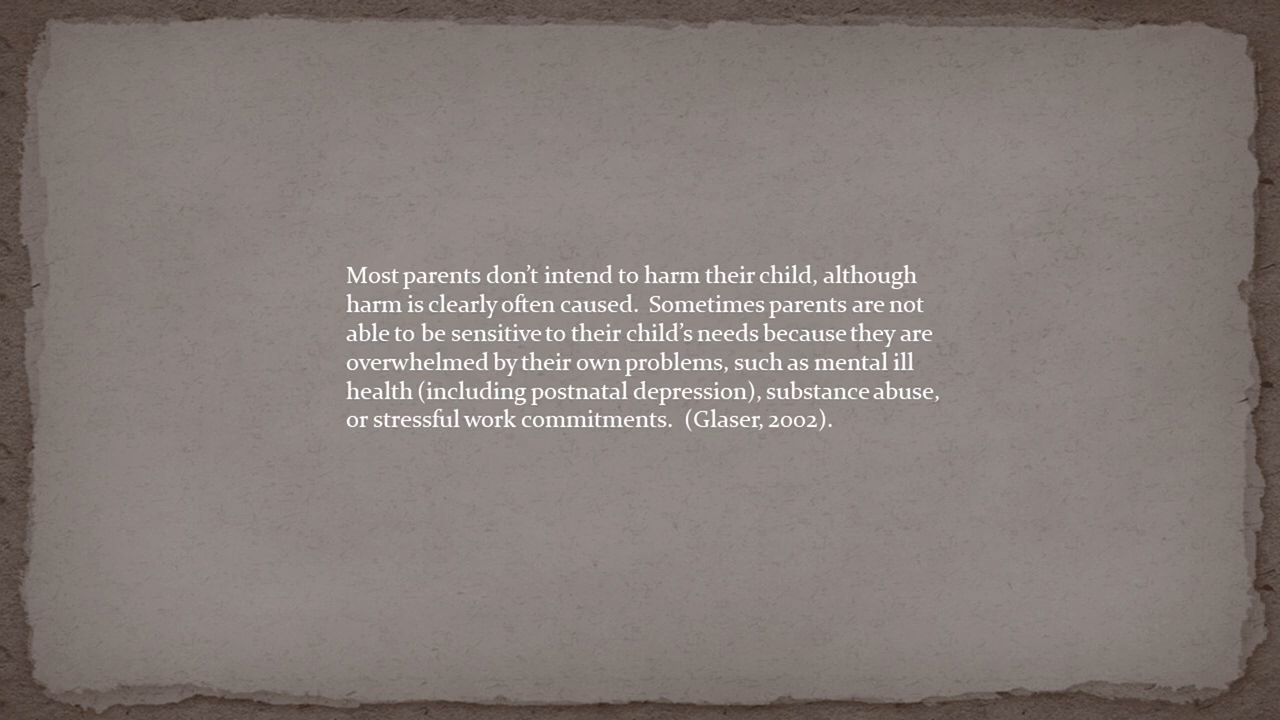 Most parents don’t intend to harm their child, although
harm is clearly often caused.  Sometimes parents are not
able to be sensitive to their child’s needs because they are
overwhelmed by their own problems, such as mental ill
health (including postnatal depression), substance abuse,
or stressful work commitments.  (Glaser, 2002).